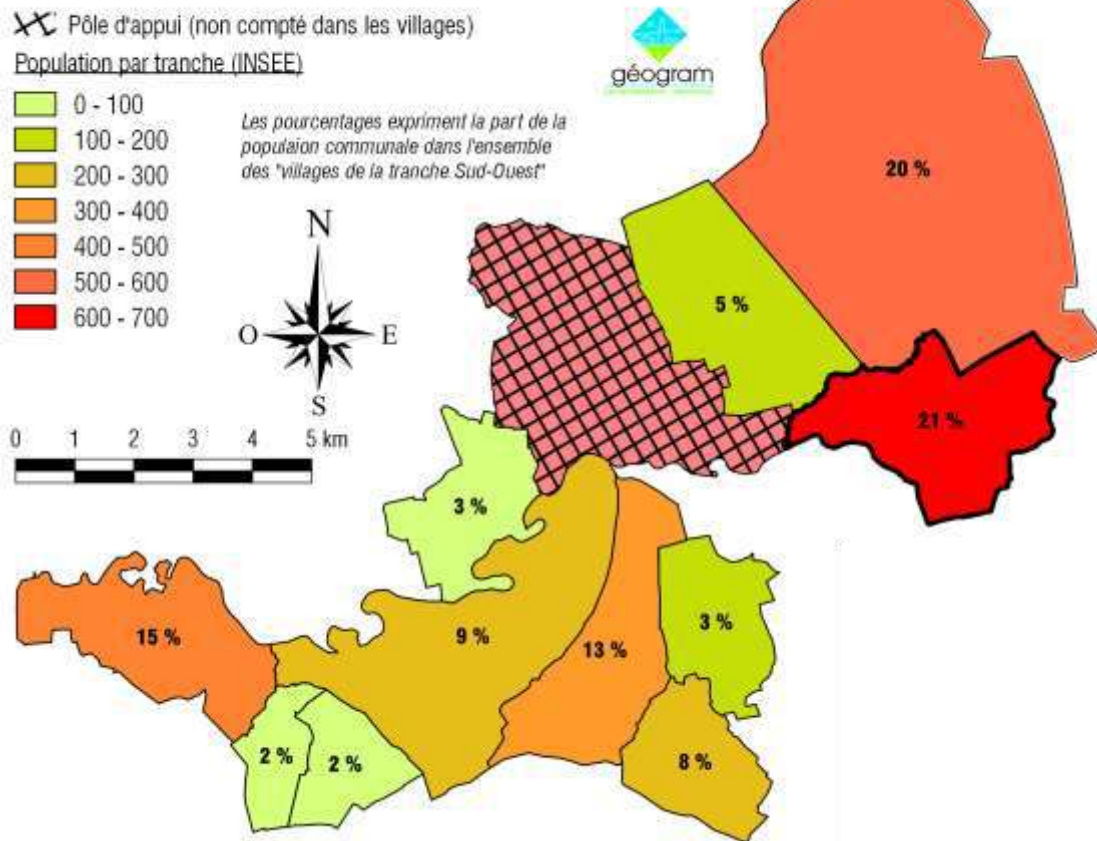 Pôle d'appui (non compté dans les villages)
Population par tranche (INSEE)
0 - 100
100 - 200
200 - 300
300 - 400
400 - 500
500 - 600
600 - 700
Les pourcentages expriment la part de la
populaion communale dans l'ensemble
des "villages de la tranche Sud-Ouest"
géogram
N
O
E
S
0 1 2 3 4 5 km
20 %
5 %
21 %
3 %
15 %
9 %
13 %
3 %
2 %
2 %
8 %